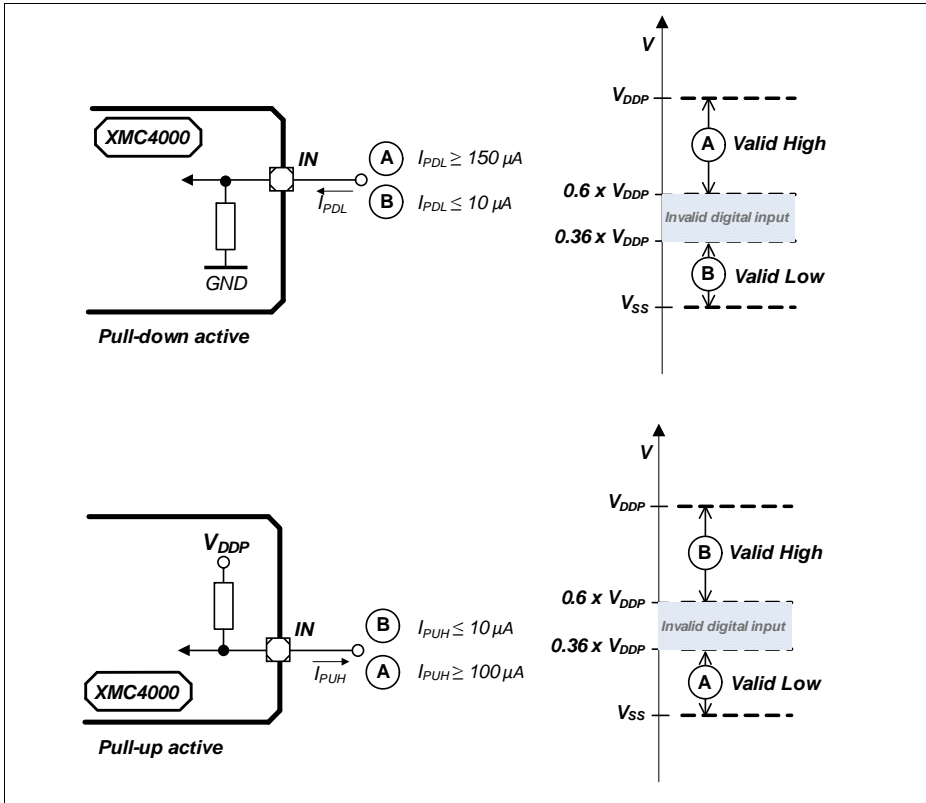 V
V_DDP
XMC4000
A
Valid High
IN
A
I_PDL ≥ 150 µA
I_PDL
B
I_PDL ≤ 10 µA
0.6 x V_DDP
Invalid digital input
0.36 x V_DDP
GND
B
Valid Low
V_SS
Pull-down active
V
V_DDP
V_DDP
B
Valid High
0.6 x V_DDP
IN
B
I_PUH ≤ 10 µA
Invalid digital input
0.36 x V_DDP
I_PUH
A
I_PUH ≥ 100 µA
XMC4000
A
Valid Low
V_SS
Pull-up active